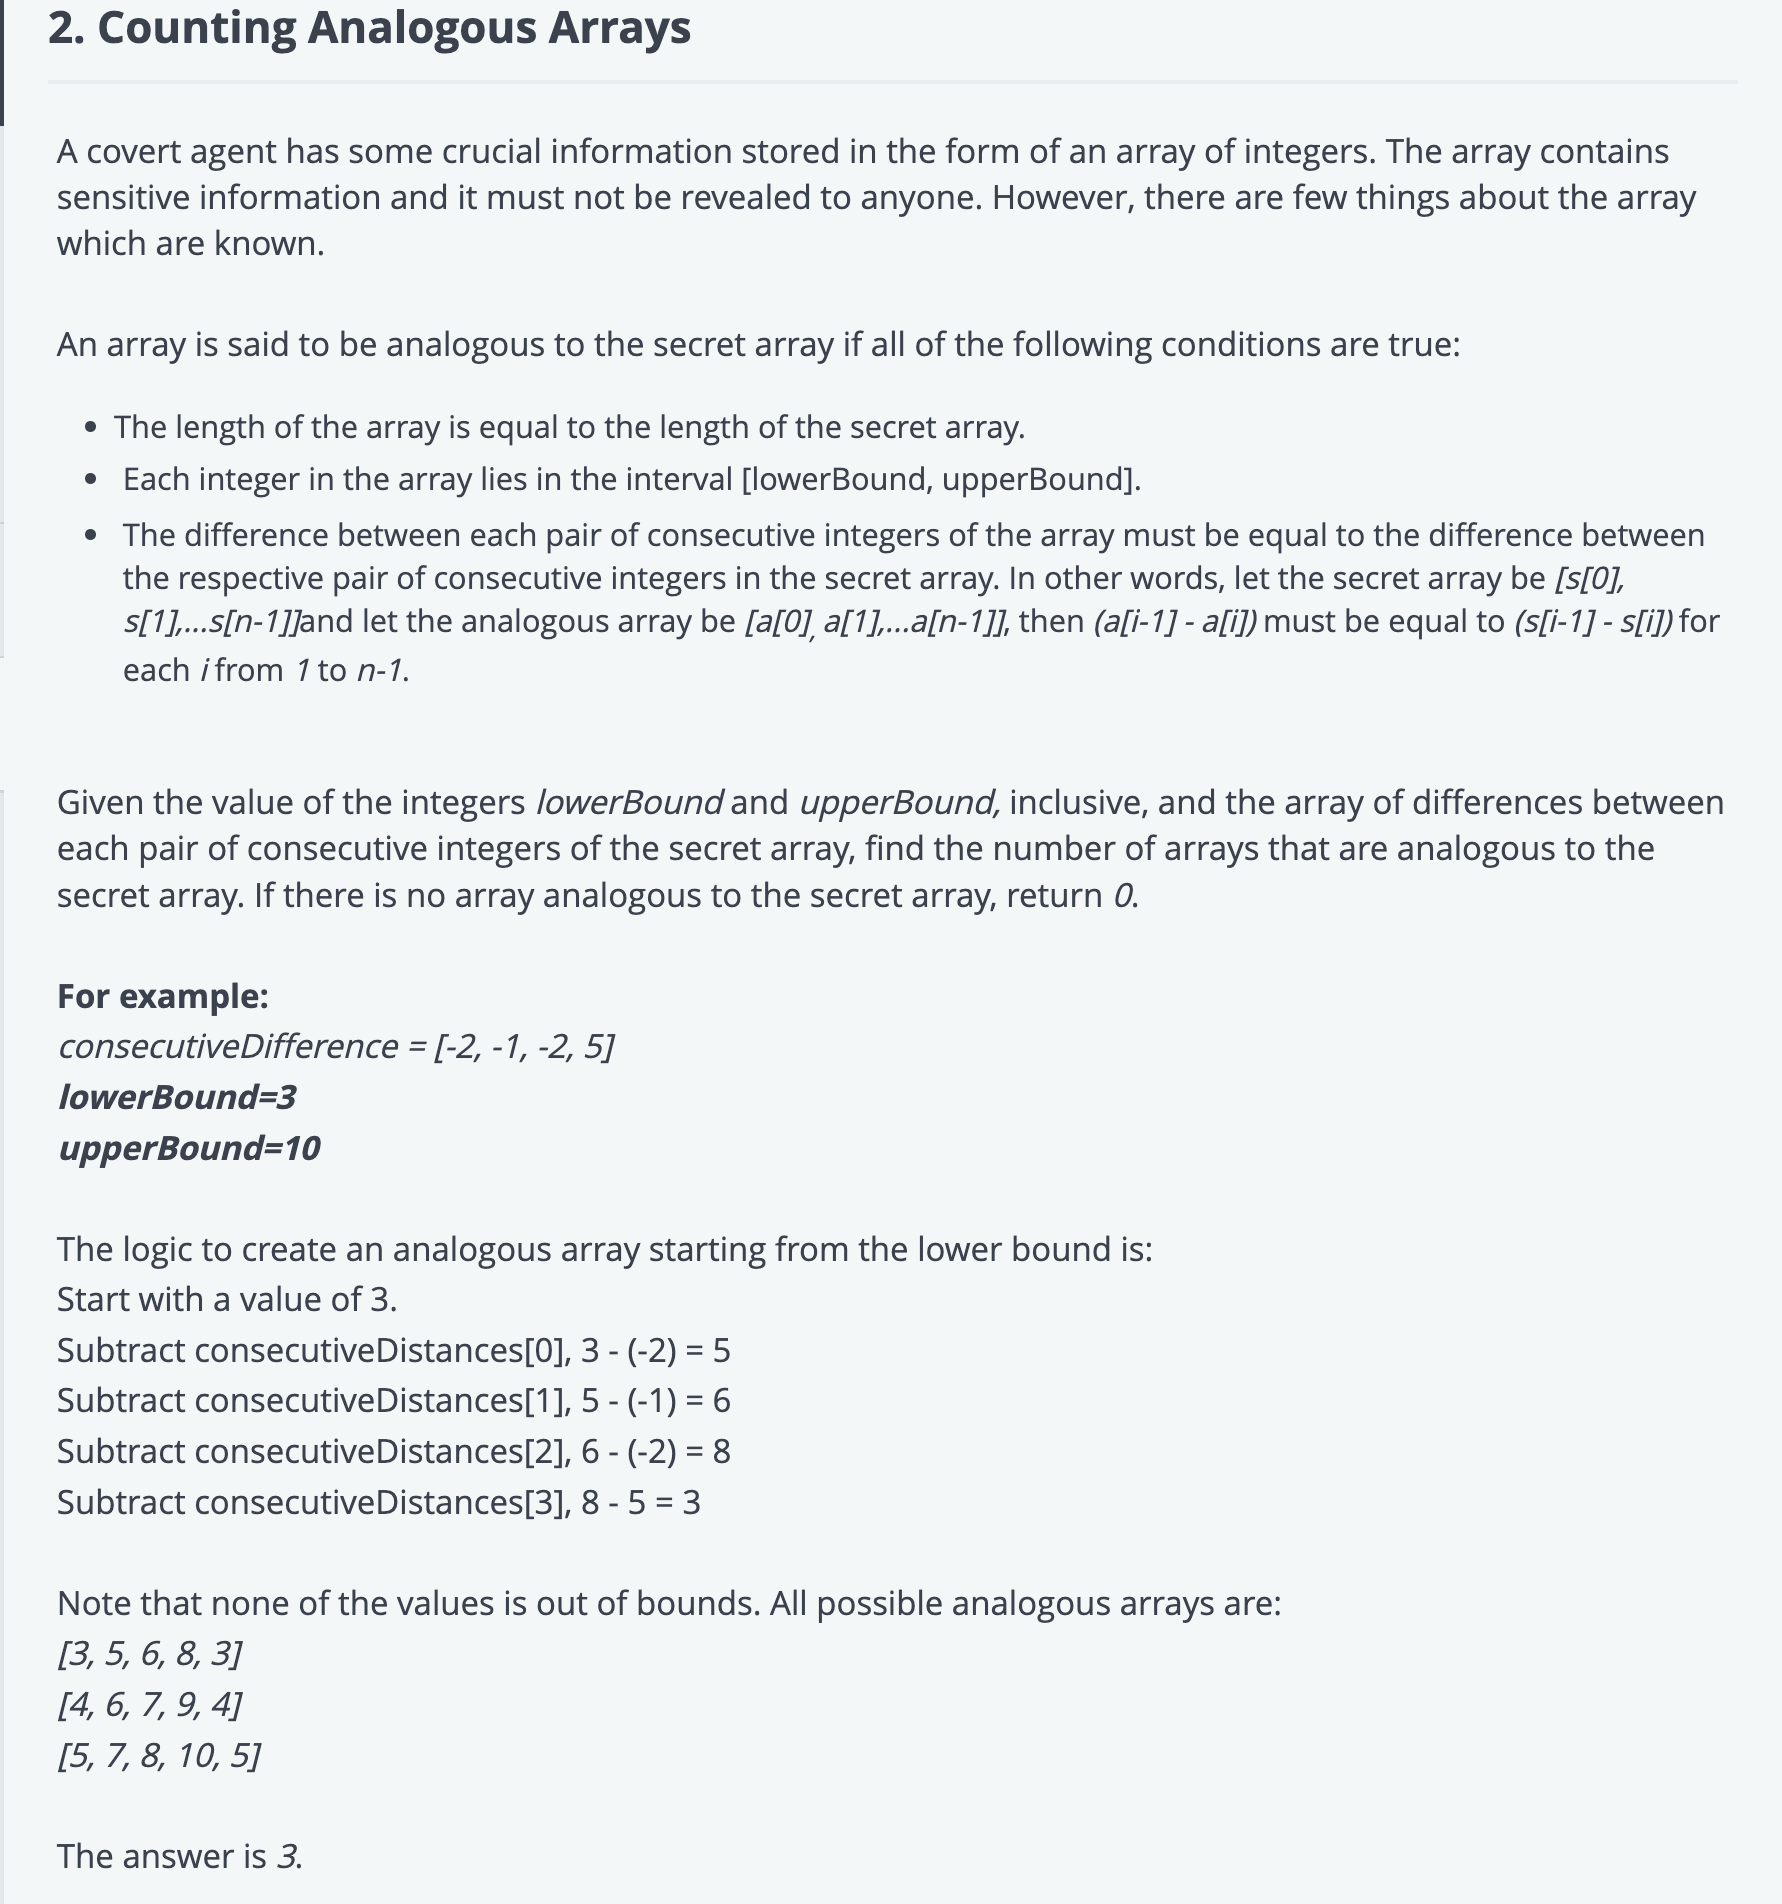 2. Counting Analogous Arrays
A covert agent has some crucial information stored in the form of an array of integers. The array contains
sensitive information and it must not be revealed to anyone. However, there are few things about the array
which are known.
An array is said to be analogous to the secret array if all of the following conditions are true:
• The length of the array is equal to the length of the secret array.
• Each integer in the array lies in the interval [lowerBound, upperBound].
• The difference between each pair of consecutive integers of the array must be equal to the difference between
the respective pair of consecutive integers in the secret array. In other words, let the secret array be [s[0],
s[1],...s[n-1]]and let the analogous array be [a[0], a[1],...a[n-1]], then (a[i-1] - a[i]) must be equal to (s[i-1] - s[i]) for
each i from 1 to n-1.
Given the value of the integers lowerBound and upperBound, inclusive, and the array of differences between
each pair of consecutive integers of the secret array, find the number of arrays that are analogous to the
secret array. If there is no array analogous to the secret array, return 0.
For example:
consecutiveDifference = [-2, -1, -2, 5]
lowerBound=3
upperBound=10
The logic to create an analogous array starting from the lower bound is:
Start with a value of 3.
Subtract consecutiveDistances[0], 3 - (-2) = 5
Subtract consecutiveDistances[1], 5 - (-1) = 6
Subtract consecutiveDistances[2], 6 - (-2) = 8
Subtract consecutiveDistances[3], 8 - 5 = 3
Note that none of the values is out of bounds. All possible analogous arrays are:
[3, 5, 6, 8, 3]
[4, 6, 7, 9, 4]
[5, 7, 8, 10, 5]
The answer is 3.